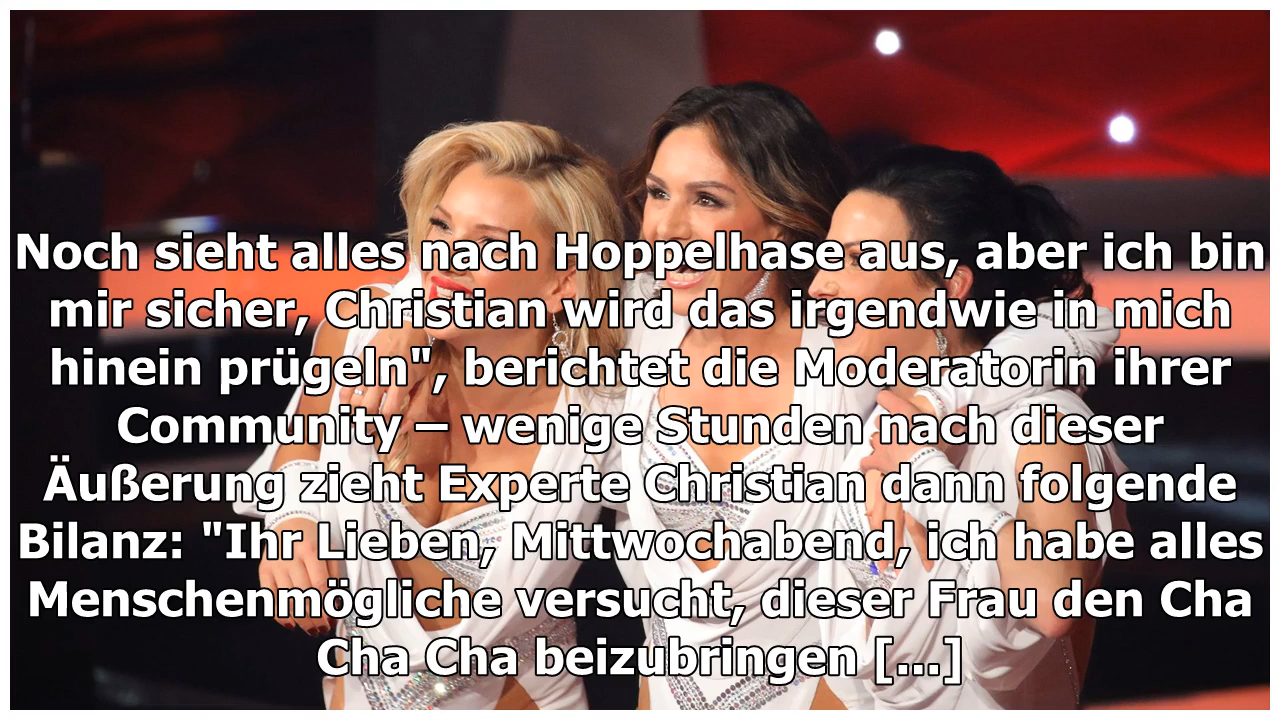 Noch sieht alles nach Hoppelhase aus, aber ich bin
mir sicher, Christian wird das irgendwie in mich
hinein prügeln", berichtet die Moderatorin ihrer
Community – wenige Stunden nach dieser
Äußerung zieht Experte Christian dann folgende
Bilanz: "Ihr Lieben, Mittwochabend, ich habe alles
Menschenmögliche versucht, dieser Frau den Cha
Cha Cha beizubringen [...]